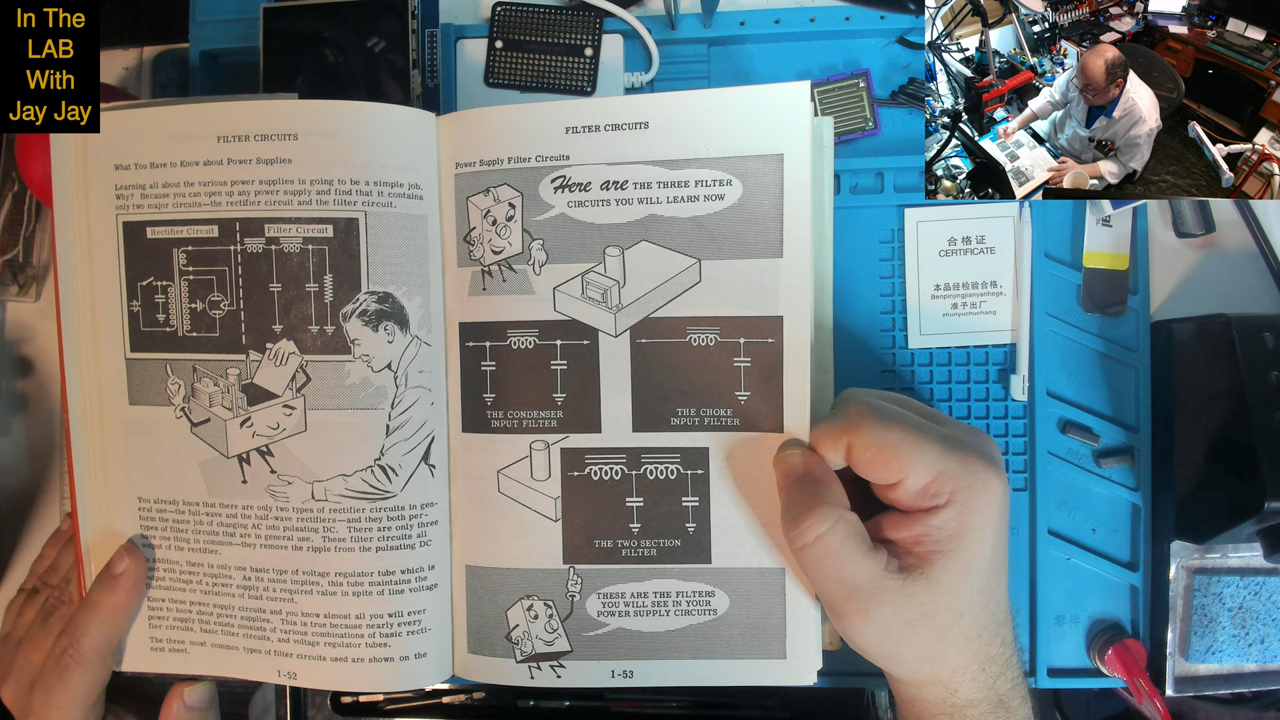 In The
LAB
With
Jay Jay
FILTER CIRCUITS
What You Have to Know about Power Supplies
Learning all about the various power supplies is going to be a simple job.
Why? Because you can open up any power supply and find that it contains
only two major circuits—the rectifier circuit and the filter circuit.
Rectifier Circuit
Filter Circuit
You already know that there are only two types of rectifier circuits in gen-
eral use—the full-wave and the half-wave rectifiers—and they both per-
form the same job of changing AC into pulsating DC. There are only three
types of filter circuits that are in general use. These filter circuits all
have one thing in common—they remove the ripple from the pulsating DC
output of the rectifier.
addition, there is only one basic type of voltage regulator tube which is
used with power supplies. As its name implies, this tube maintains the
output voltage of a power supply at a required value in spite of line voltage
fluctuations or variations of load current.
Know these power supply circuits and you know almost all you will ever
have to know about power supplies. This is true because nearly every
power supply that exists consists of various combinations of basic recti-
fier circuits, basic filter circuits, and voltage regulator tubes.
The three most common types of filter circuits used are shown on the
next sheet.
1-52
FILTER CIRCUITS
Power Supply Filter Circuits
Here are THE THREE FILTER
CIRCUITS YOU WILL LEARN NOW
THE CONDENSER
INPUT FILTER
THE CHOKE
INPUT FILTER
THE TWO SECTION
FILTER
THESE ARE THE FILTERS
YOU WILL SEE IN YOUR
POWER SUPPLY CIRCUITS
1-53
合格证
CERTIFICATE
本品经检验合格，
Benpinjingjianyanhege,
准予出厂
zhunyuchuchang